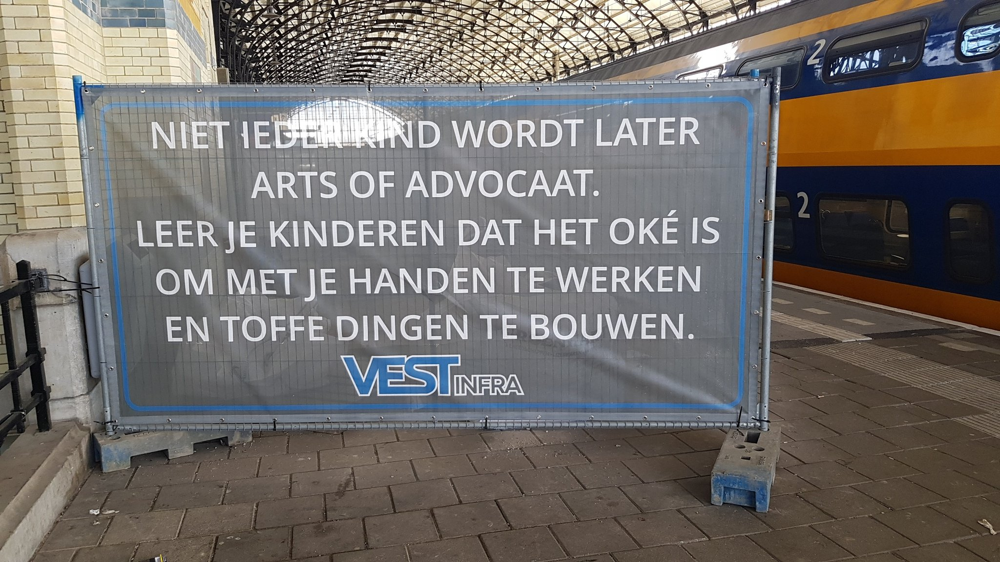 NIET IEDER KIND WORDT LATER
ARTS OF ADVOCAAT.
LEER JE KINDEREN DAT HET OKÉ IS
OM MET JE HANDEN TE WERKEN
EN TOFFE DINGEN TE BOUWEN.
VEST INFRA
2
2